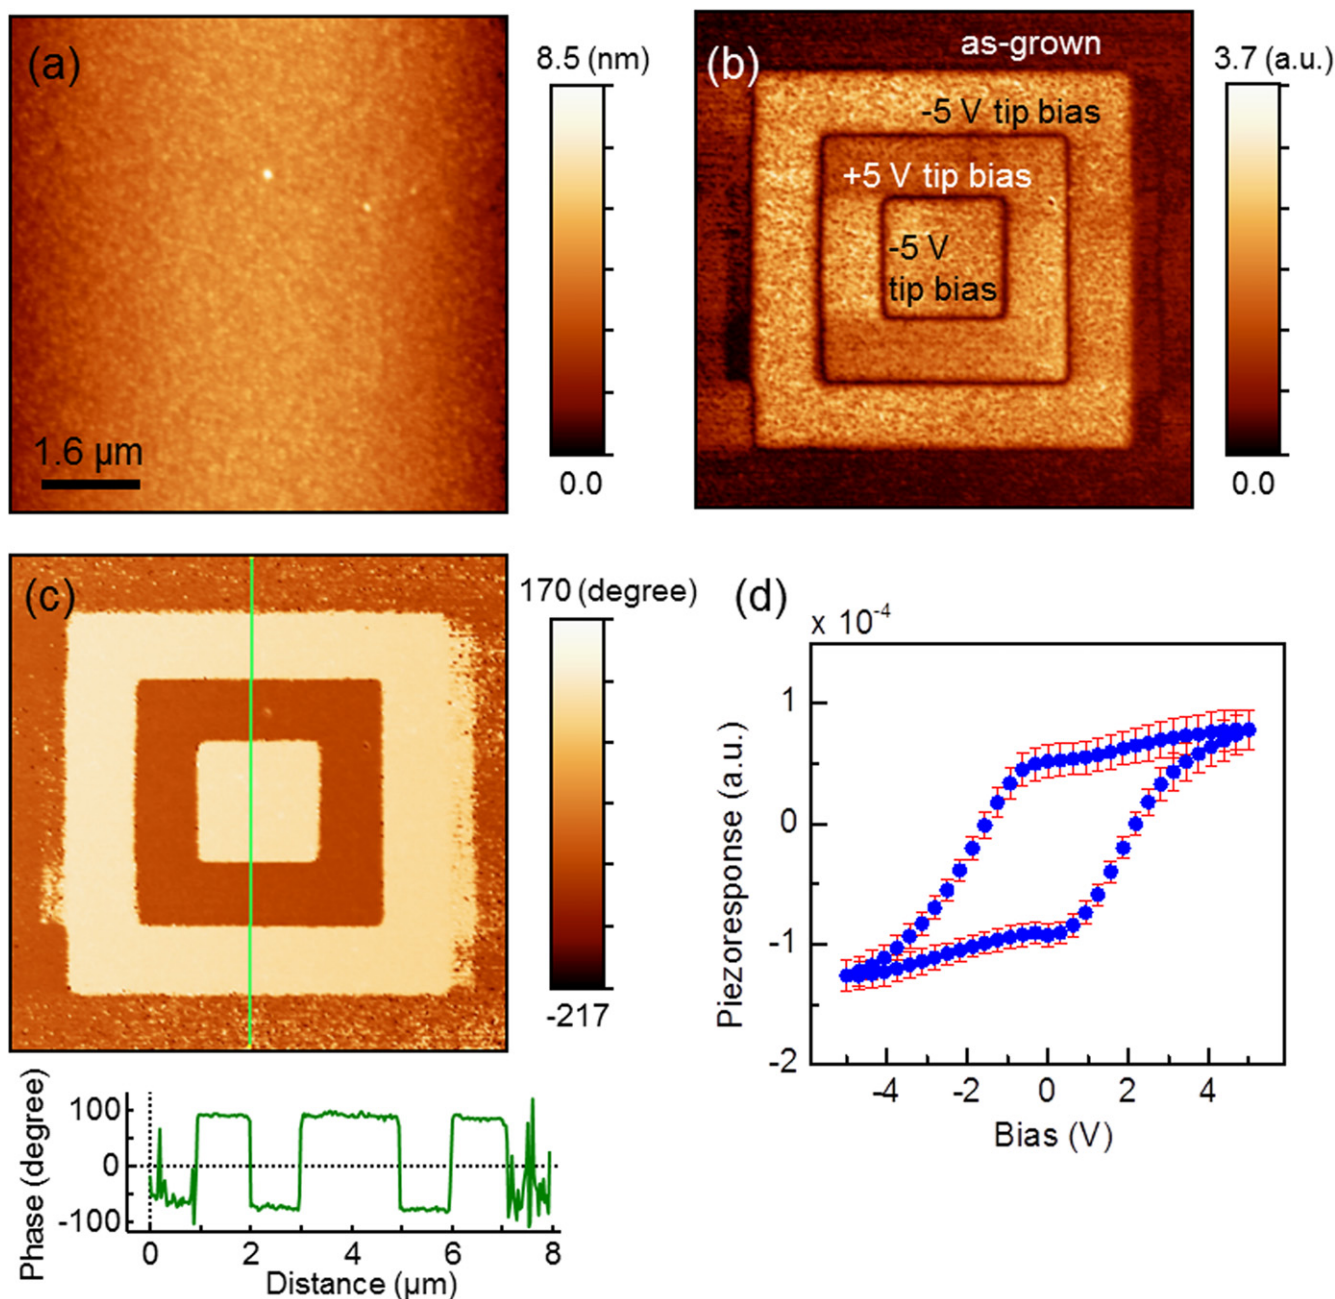 (a)
8.5 (nm)
0.0
1.6 µm
(b)
as-grown
-5 V tip bias
+5 V tip bias
-5 V
tip bias
3.7 (a.u.)
0.0
(c)
170 (degree)
-217
Phase (degree)
100
0
-100
0 2 4 6 8
Distance (µm)
(d)
x 10-4
Piezoresponse (a.u.)
1
0
-1
-2
-4 -2 0 2 4
Bias (V)